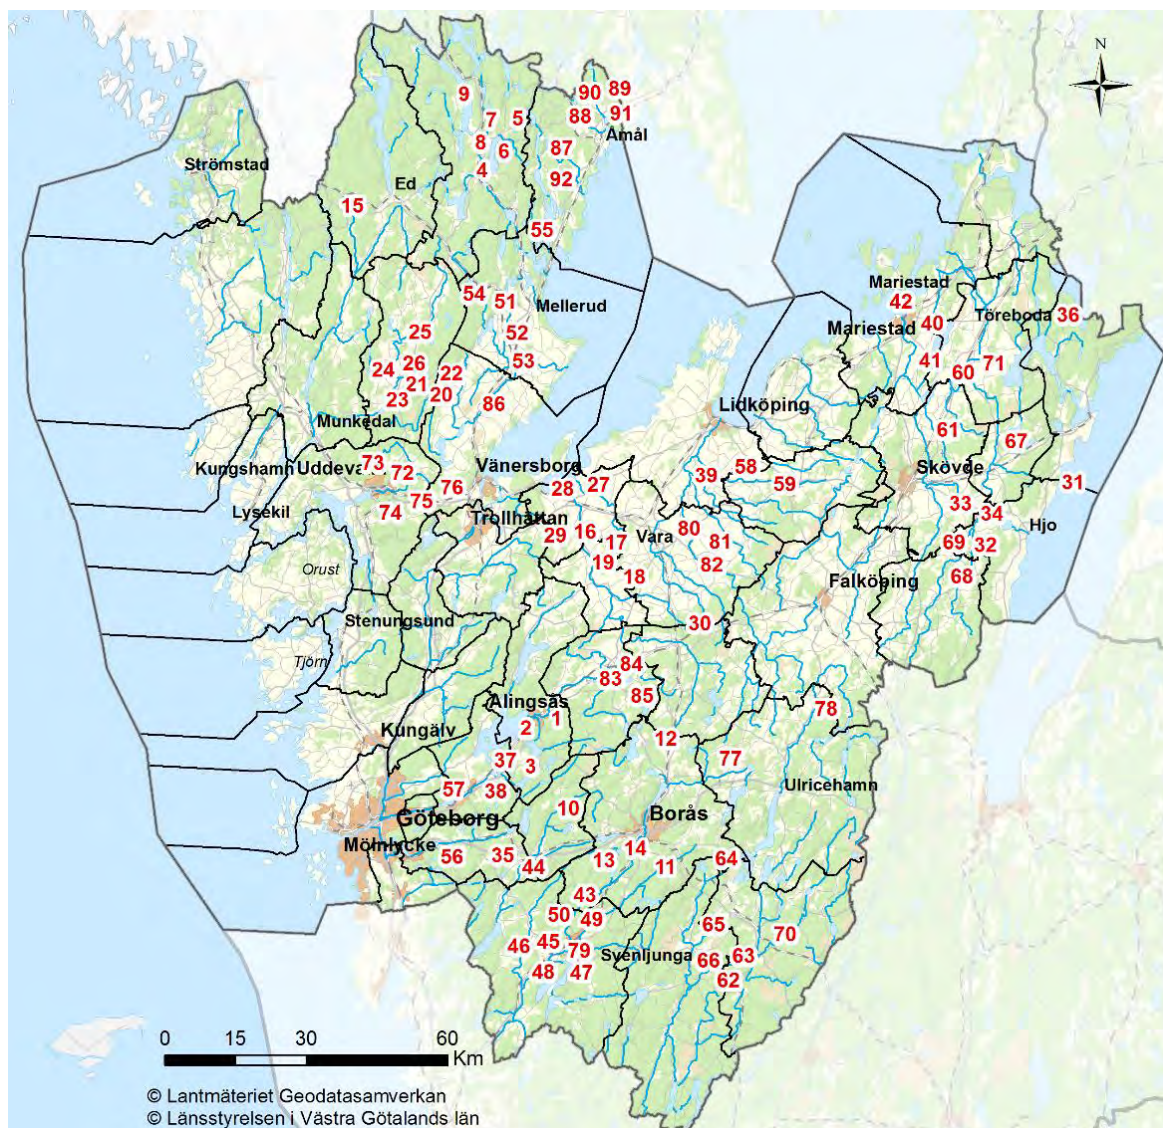 N
9
90
89
7
5
88
91
Åmål
8
6
87
Strömstad
4
Ed
92
15
55
54
51
Mellerud
Mariestad
42
25
52
40
Töreboda
36
Mariestad
24
26
22
53
41
60
71
21
23
20
86
Lidköping
Munkedal
61
67
73
Kungshamn
Uddeva
72
Vänersborg
39
58
Skövde
76
28
27
59
31
Lysekil
74
75
Trollhättan
33
34
Hjo
29
16
17
Vara
80
81
69
32
Orust
19
18
82
Falköping
68
Stenungsund
30
Tjörn
84
83
85
Alingsås
1
78
2
Kungälv
12
37
3
77
57
38
Ulricehamn
10
Göteborg
Borås
Mölnlycke
14
56
35
44
13
11
64
43
50
49
65
46
45
79
Svenljunga
70
48
47
66
63
62
0 15 30 60
Km
© Lantmäteriet Geodatasamverkan
© Länsstyrelsen i Västra Götalands län